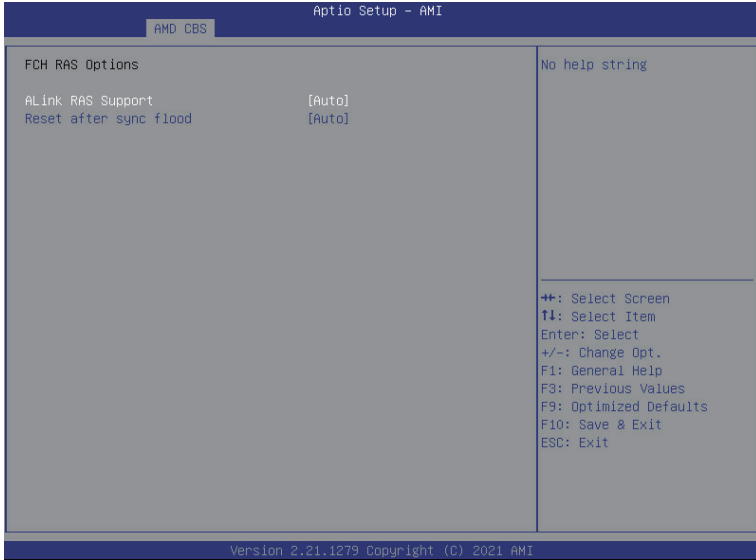 Aptio Setup – AMI
AMD CBS
FCH RAS Options
ALink RAS Support [Auto]
Reset after sync flood [Auto]
No help string
→←: Select Screen
↑↓: Select Item
Enter: Select
+/-: Change Opt.
F1: General Help
F3: Previous Values
F9: Optimized Defaults
F10: Save & Exit
ESC: Exit
Version 2.21.1279 Copyright (C) 2021 AMI